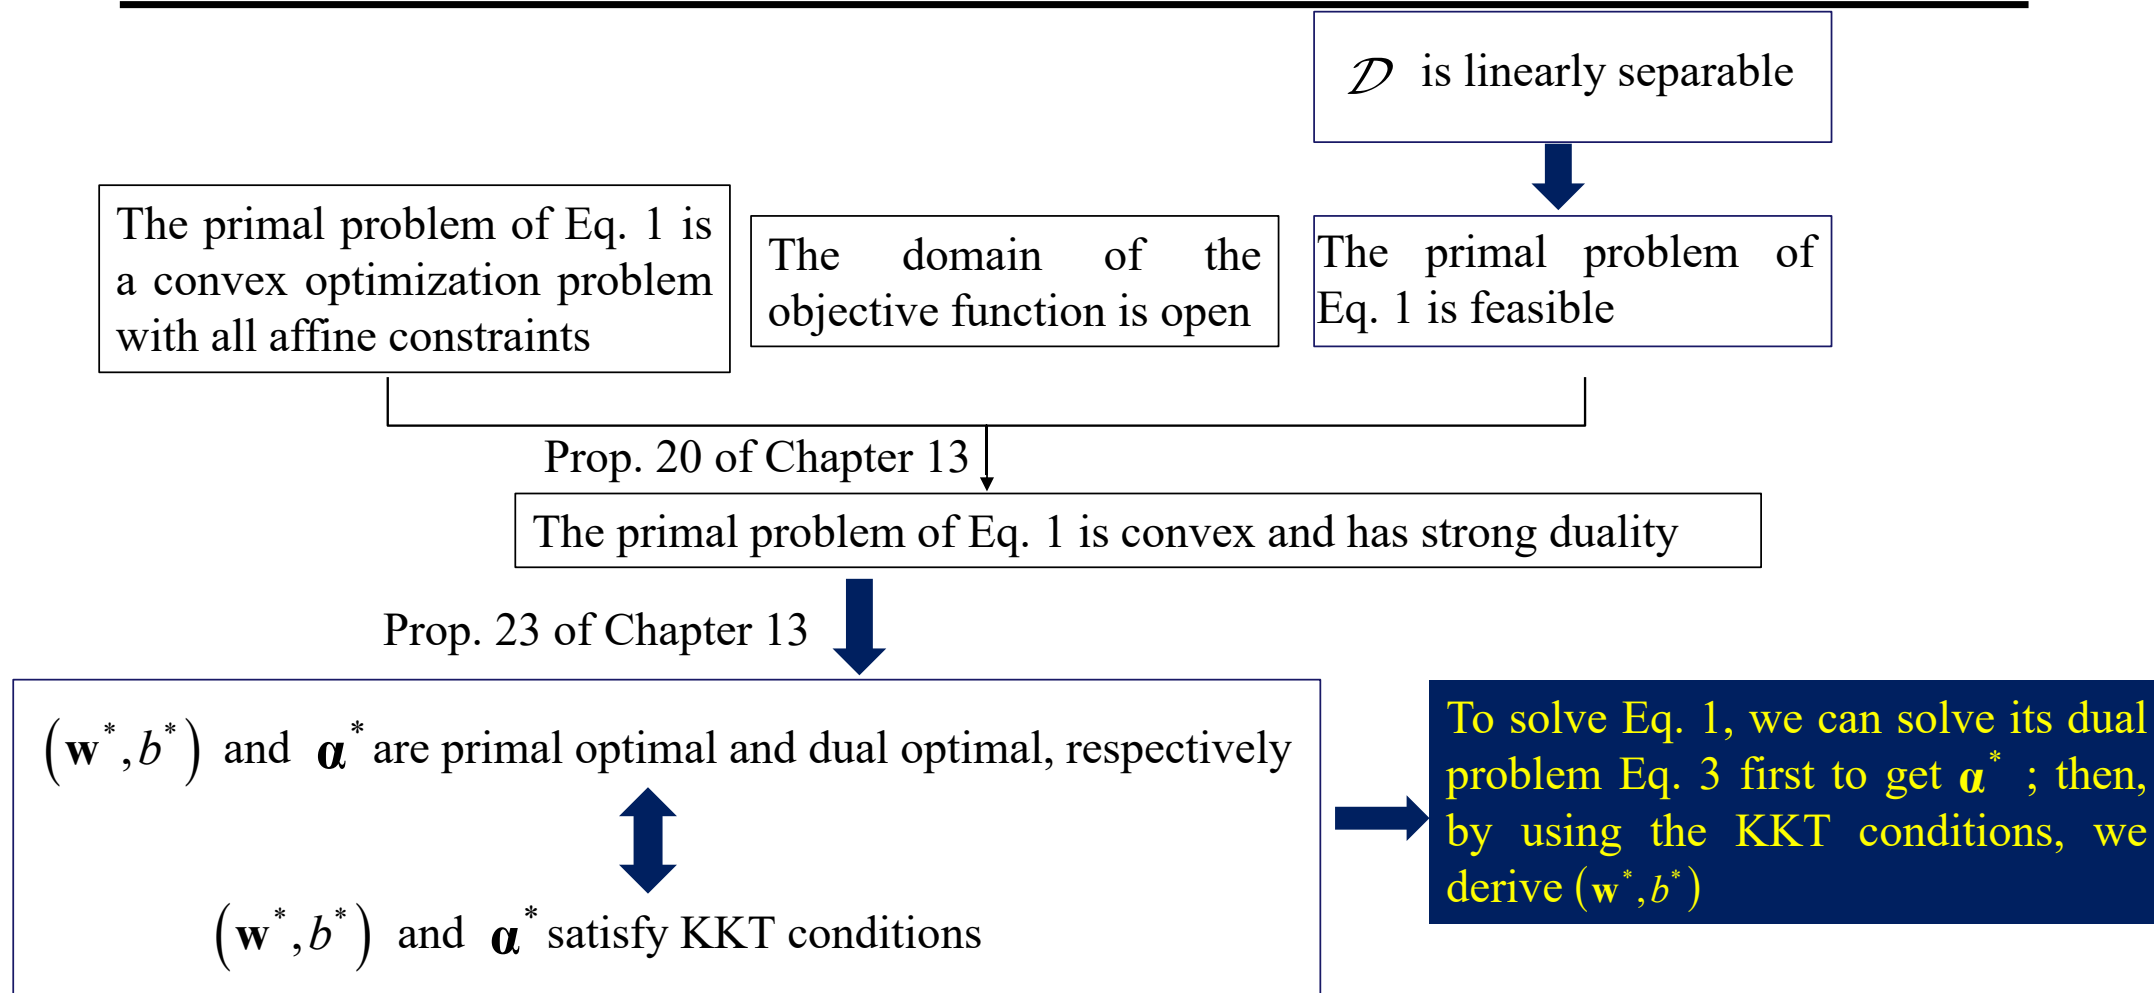 𝒟 is linearly separable
The primal problem of Eq. 1 is
a convex optimization problem
with all affine constraints
The domain of the
objective function is open
The primal problem of
Eq. 1 is feasible
Prop. 20 of Chapter 13
The primal problem of Eq. 1 is convex and has strong duality
Prop. 23 of Chapter 13
(w*, b*) and α* are primal optimal and dual optimal, respectively
(w*, b*) and α* satisfy KKT conditions
To solve Eq. 1, we can solve its dual
problem Eq. 3 first to get α* ; then,
by using the KKT conditions, we
derive (w*, b*)